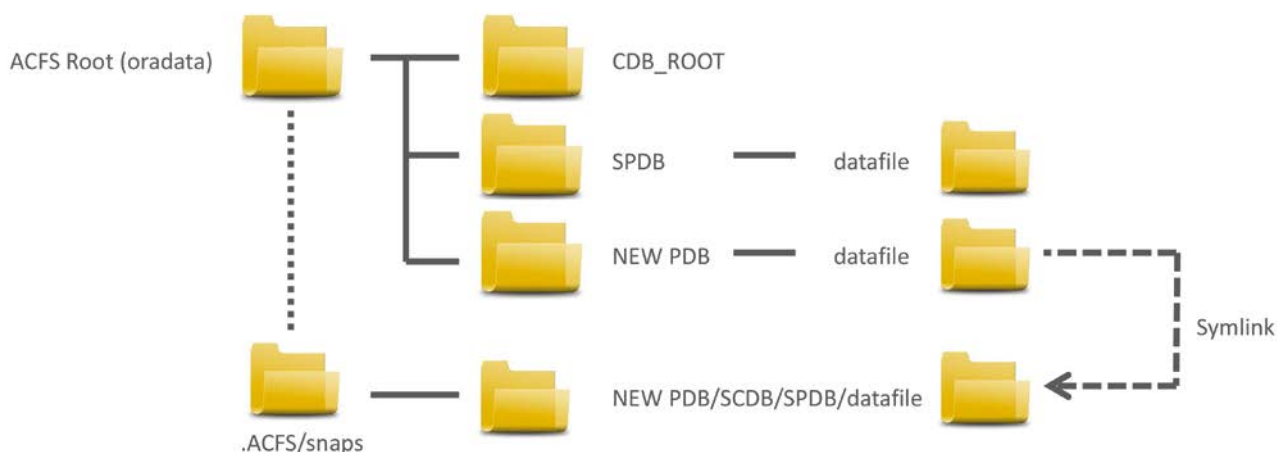 ACFS Root (oradata)
CDB_ROOT
SPDB
datafile
NEW PDB
datafile
Symlink
NEW PDB/SCDB/SPDB/datafile
.ACFS/snaps